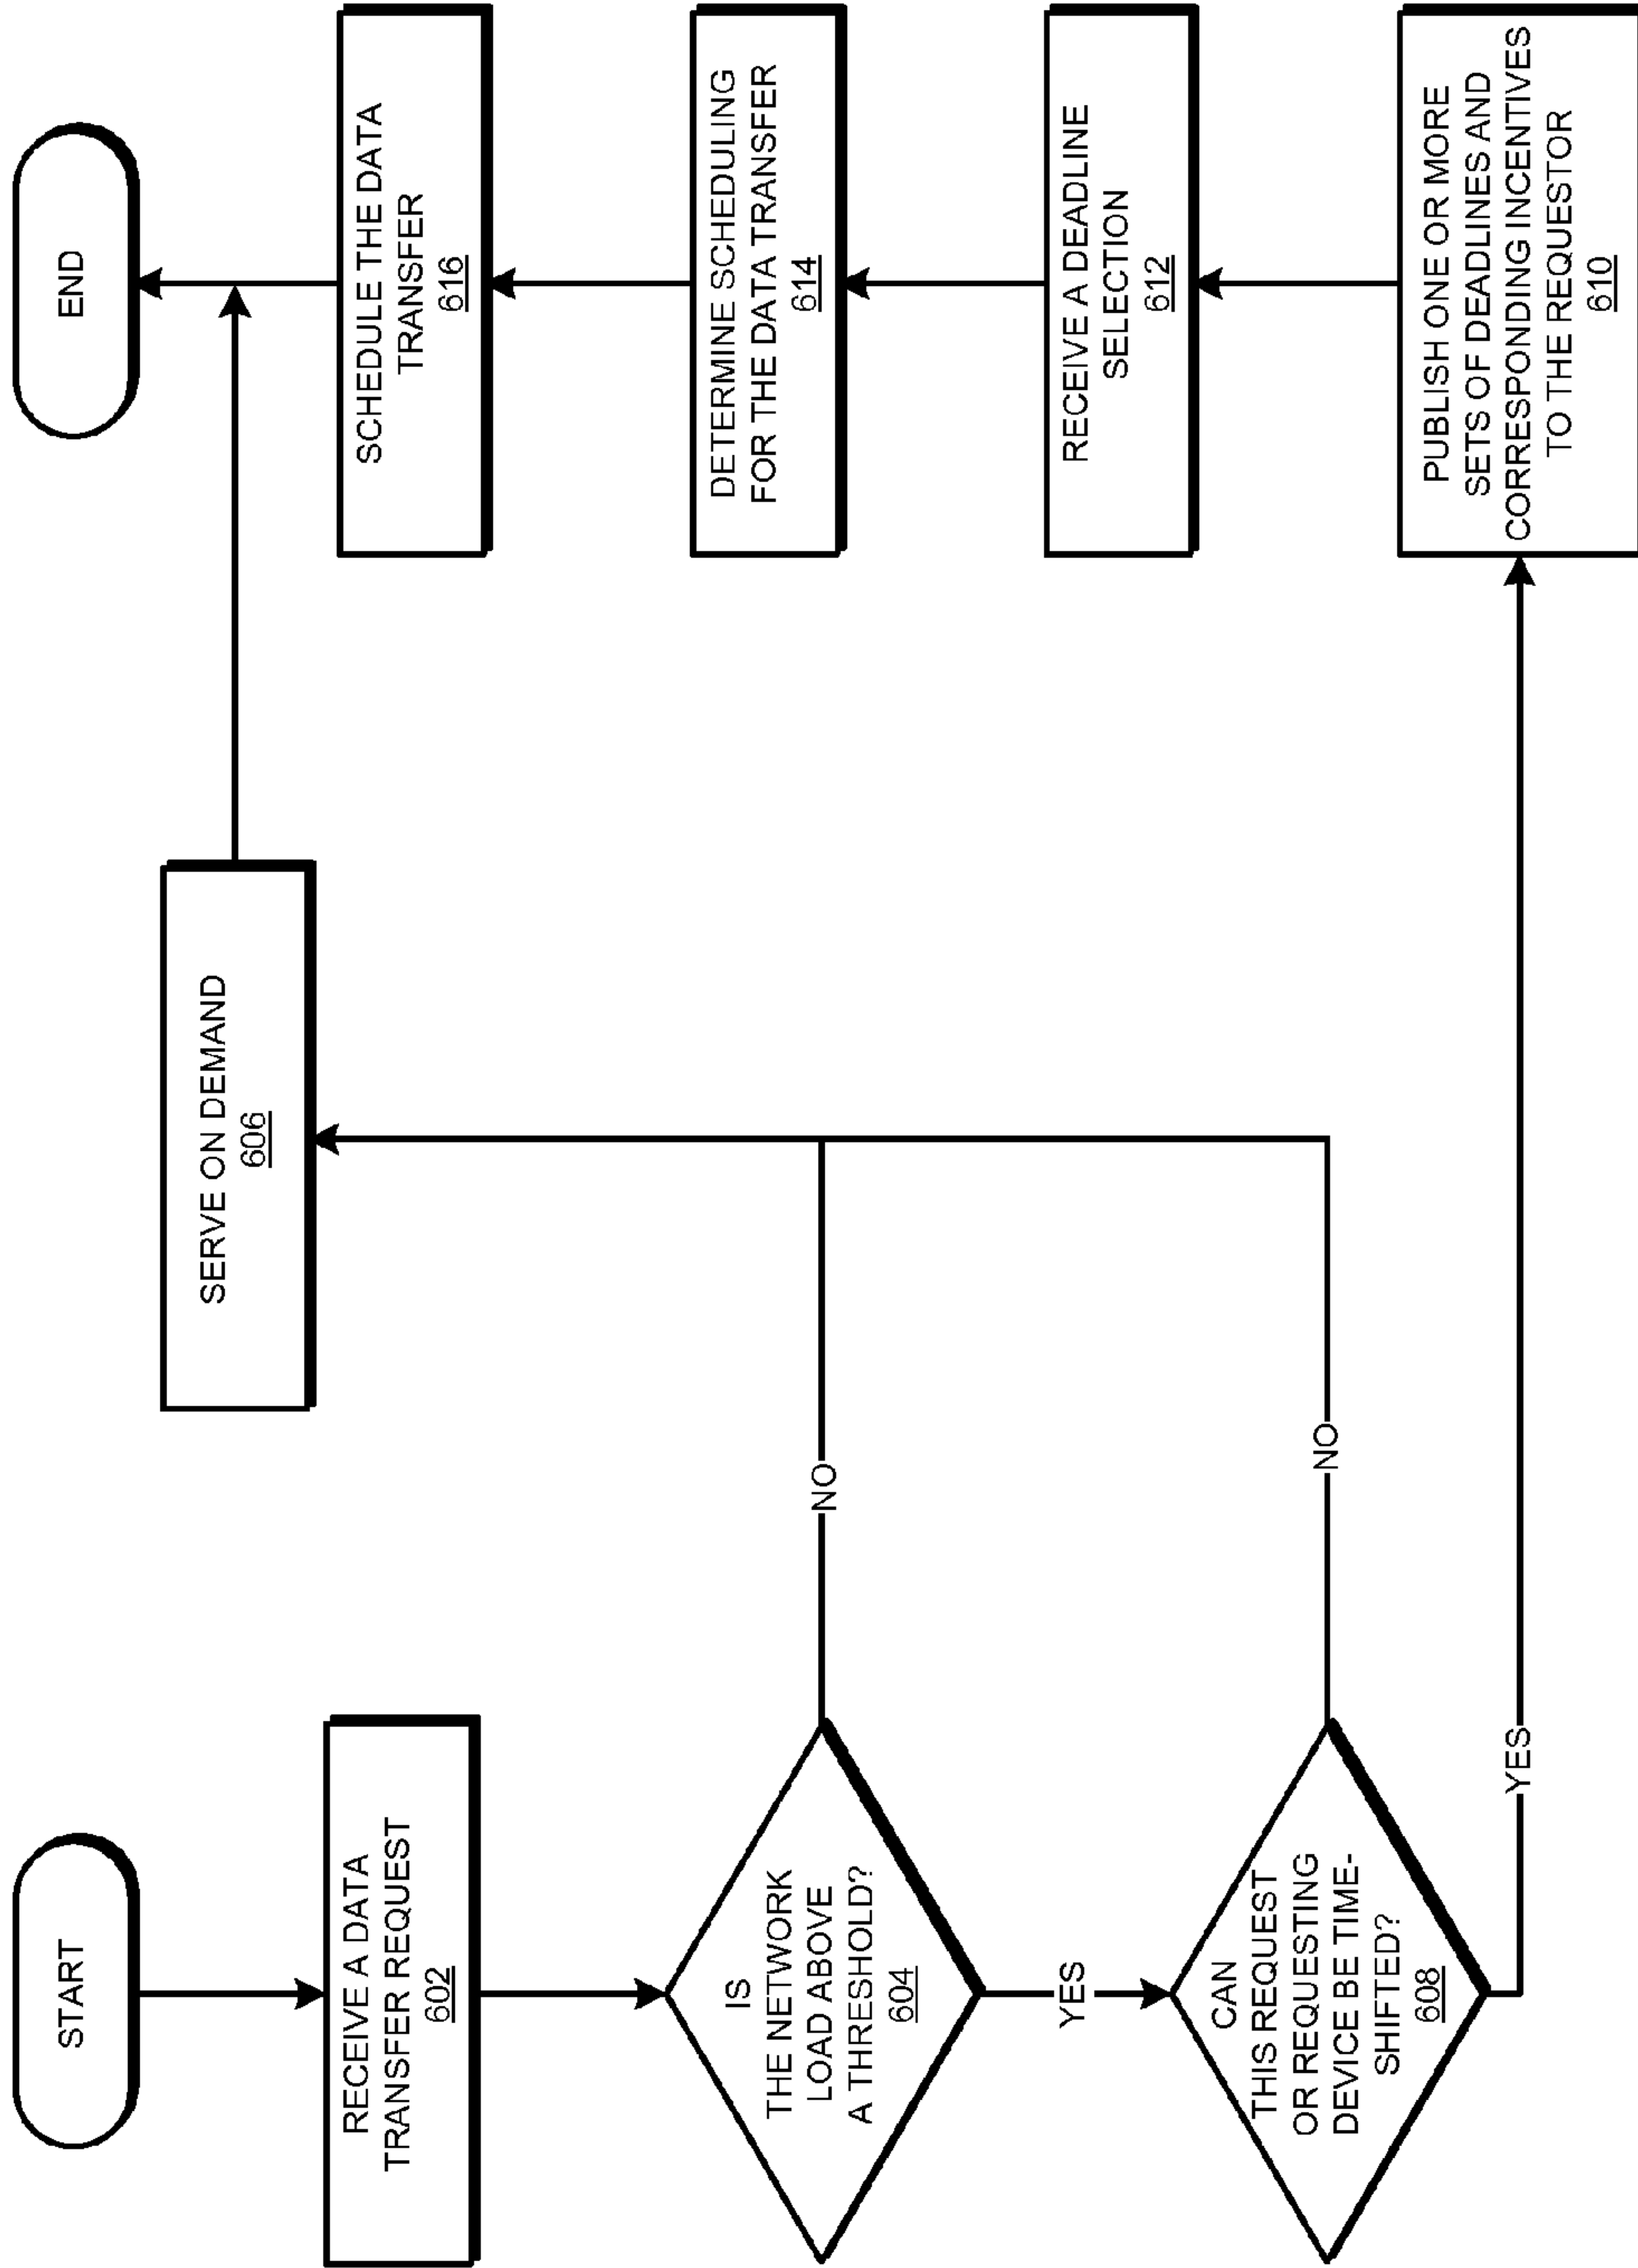 START
RECEIVE A DATA
TRANSFER REQUEST
602
IS
THE NETWORK
LOAD ABOVE
A THRESHOLD?
604
NO
YES
CAN
THIS REQUEST
OR REQUESTING
DEVICE BE TIME-
SHIFTED?
608
NO
YES
SERVE ON DEMAND
606
PUBLISH ONE OR MORE
SETS OF DEADLINES AND
CORRESPONDING INCENTIVES
TO THE REQUESTOR
610
RECEIVE A DEADLINE
SELECTION
612
DETERMINE SCHEDULING
FOR THE DATA TRANSFER
614
SCHEDULE THE DATA
TRANSFER
616
END